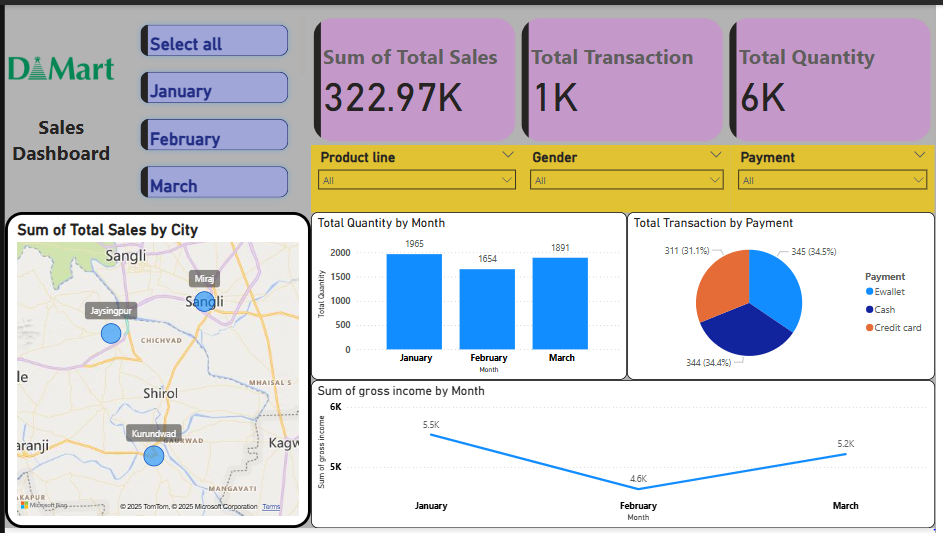 DMart
Sales
Dashboard
Select all
January
February
March
Sum of Total Sales
322.97K
Total Transaction
1K
Total Quantity
6K
Product line
All
Gender
All
Payment
All
Sum of Total Sales by City
Sangli
Miraj
Sangli
Jaysingpur
CHICHVAD
le
Shirol
MHAISAL S
Kurundwad
AURWAD
aranji
Kagw
MANGAVATI
KAPUR
Microsoft Bing
© 2025 TomTom, © 2025 Microsoft Corporation Terms
Total Quantity by Month
Total Quantity
2000
1500
1000
500
0
1965
1654
1891
January
February
March
Month
Total Transaction by Payment
311 (31.1%)
345 (34.5%)
344 (34.4%)
Payment
Ewallet
Cash
Credit card
Sum of gross income by Month
Sum of gross income
6K
5K
5.5K
4.6K
5.2K
January
February
March
Month